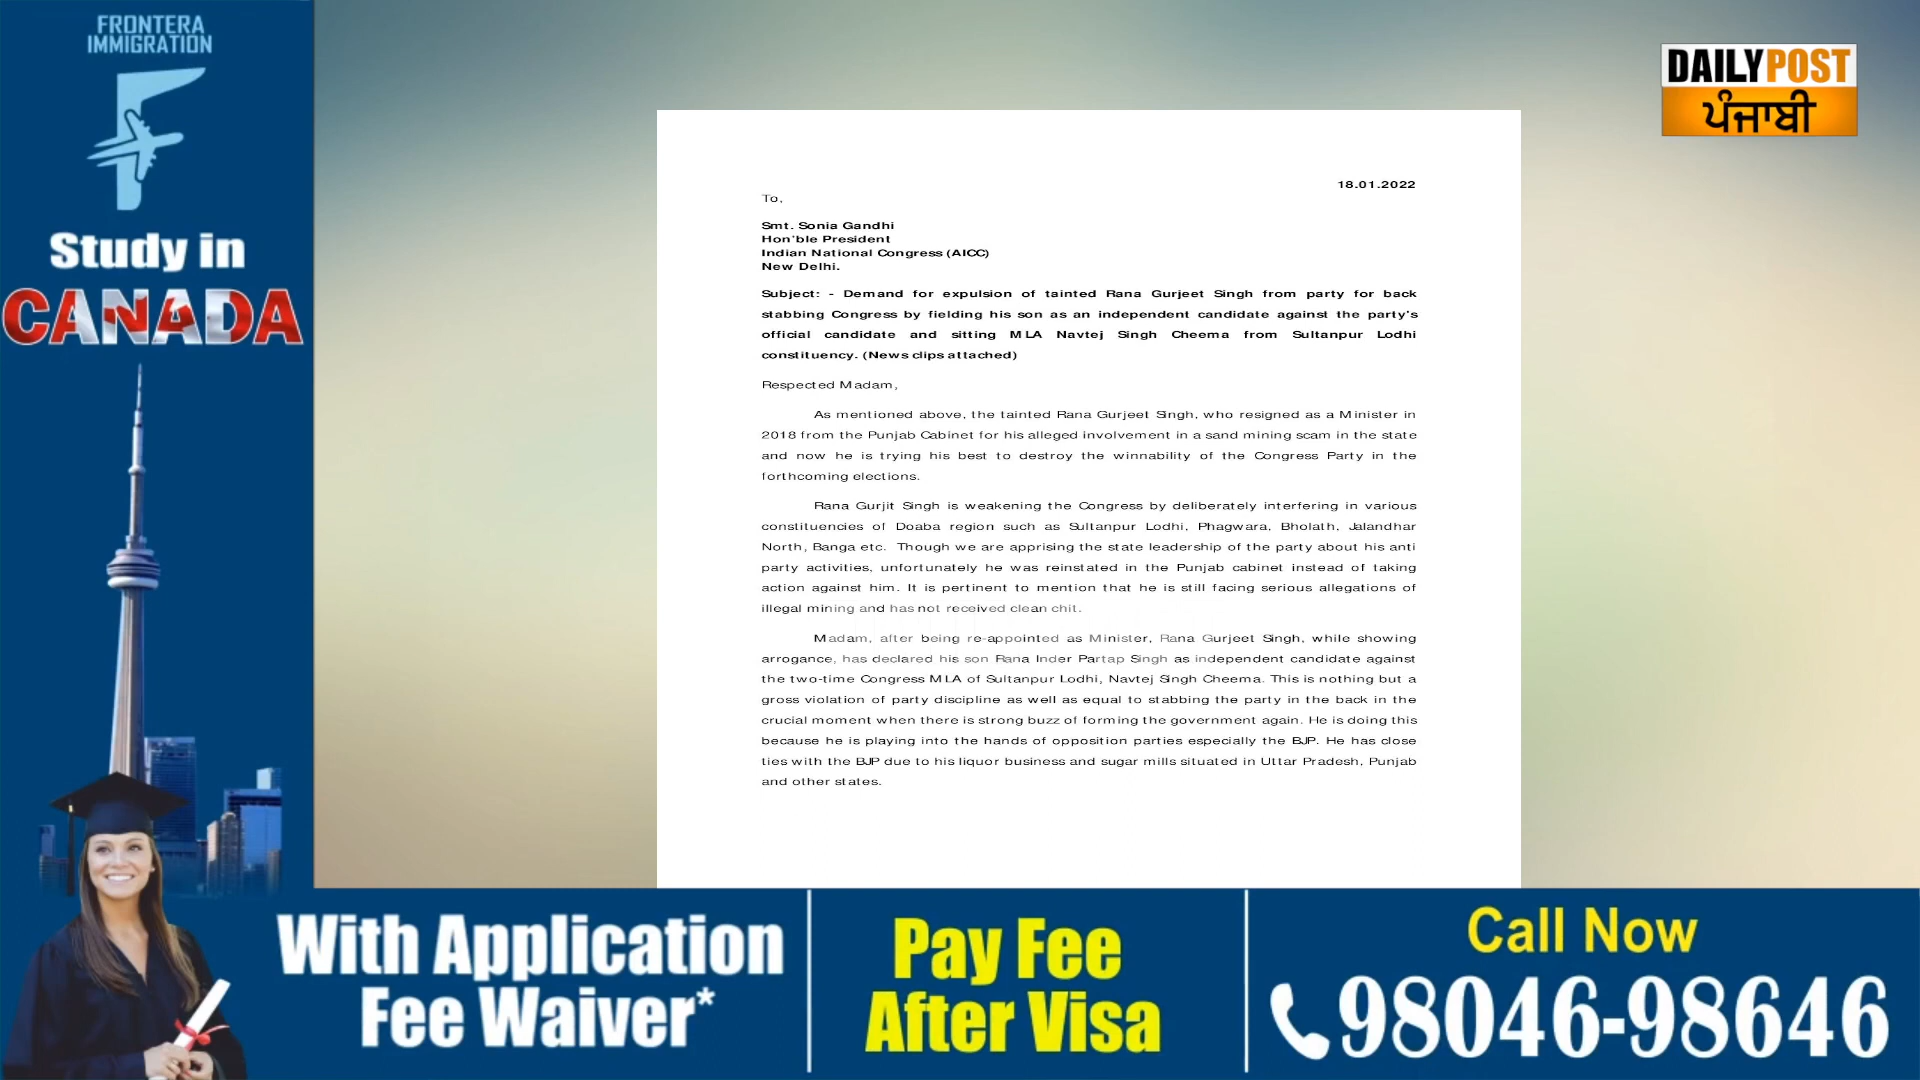 FRONTERA
IMMIGRATION
Study in
CANADA
DAILYPOST
ਪੰਜਾਬੀ
18.01.2022
To,
Smt. Sonia Gandhi
Hon'ble President
Indian National Congress (AICC)
New Delhi.
Subject: - Demand for expulsion of tainted Rana Gurjeet Singh from party for back
stabbing Congress by fielding his son as an independent candidate against the party's
official candidate and sitting MLA Navtej Singh Cheema from Sultanpur Lodhi
constituency. (News clips attached)
Respected Madam,
As mentioned above, the tainted Rana Gurjeet Singh, who resigned as a Minister in
2018 from the Punjab Cabinet for his alleged involvement in a sand mining scam in the state
and now he is trying his best to destroy the winnability of the Congress Party in the
forthcoming elections.
Rana Gurjit Singh is weakening the Congress by deliberately interfering in various
constituencies of Doaba region such as Sultanpur Lodhi, Phagwara, Bholath, Jalandhar
North, Banga etc. Though we are apprising the state leadership of the party about his anti
party activities, unfortunately he was reinstated in the Punjab cabinet instead of taking
action against him. It is pertinent to mention that he is still facing serious allegations of
illegal mining and has not received clean chit.
Madam, after being re-appointed as Minister, Rana Gurjeet Singh, while showing
arrogance, has declared his son Rana Inder Partap Singh as independent candidate against
the two-time Congress MLA of Sultanpur Lodhi, Navtej Singh Cheema. This is nothing but a
gross violation of party discipline as well as equal to stabbing the party in the back in the
crucial moment when there is strong buzz of forming the government again. He is doing this
because he is playing into the hands of opposition parties especially the BJP. He has close
ties with the BJP due to his liquor business and sugar mills situated in Uttar Pradesh, Punjab
and other states.
With Application
Fee Waiver*
Pay Fee
After Visa
Call Now
98046-98646